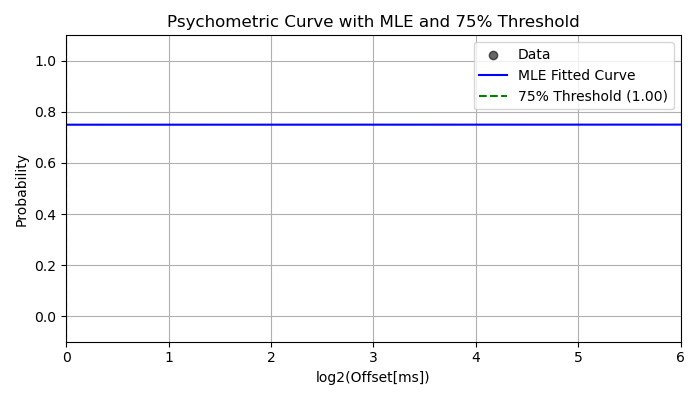 Psychometric Curve with MLE and 75% Threshold
Data
MLE Fitted Curve
75% Threshold (1.00)
Probability
1.0
0.8
0.6
0.4
0.2
0.0
0 1 2 3 4 5 6
log2(Offset[ms])